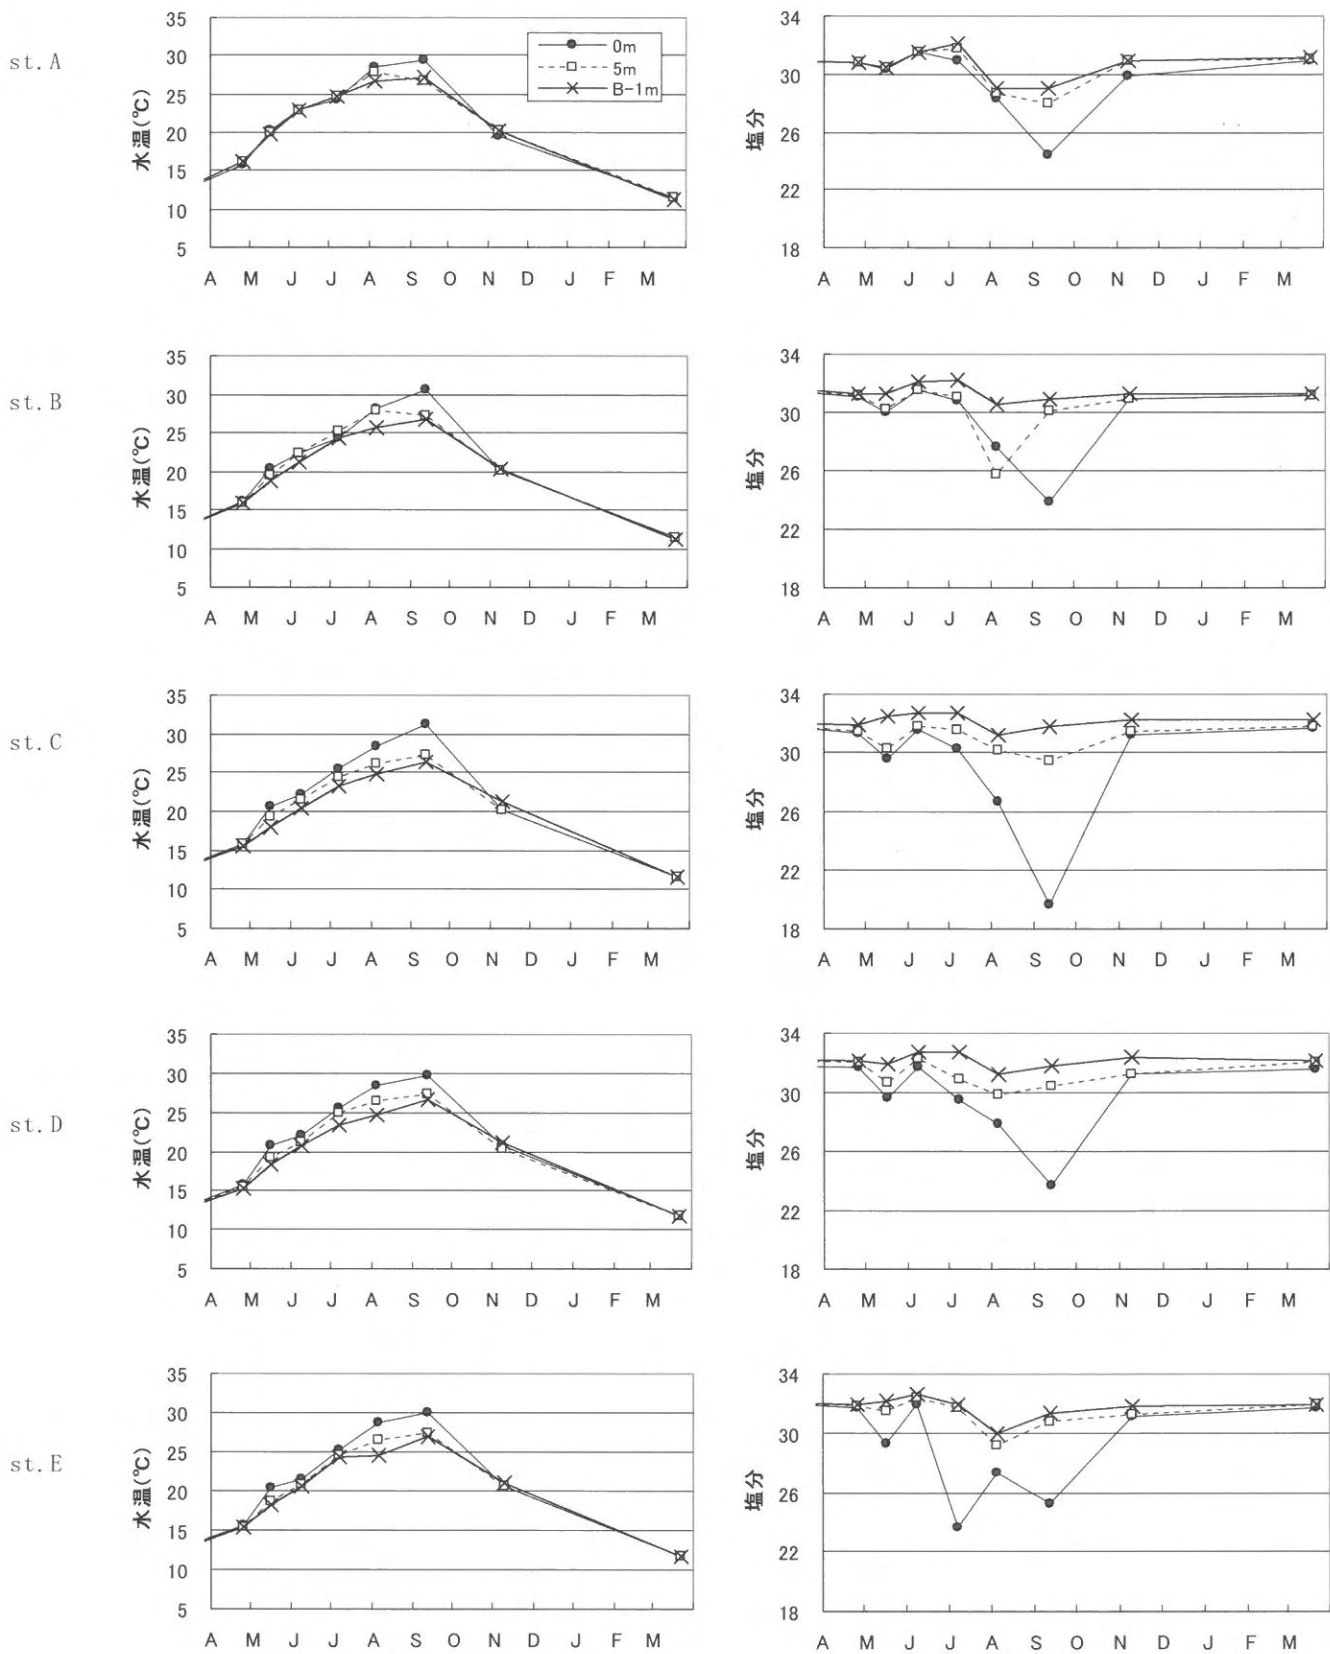 st.A
水温(℃)
35
30
25
20
15
10
5
A M J J A S O N D J F M
0m
5m
B-1m
塩分
34
30
26
22
18
A M J J A S O N D J F M
st.B
水温(℃)
35
30
25
20
15
10
5
A M J J A S O N D J F M
塩分
34
30
26
22
18
A M J J A S O N D J F M
st.C
水温(℃)
35
30
25
20
15
10
5
A M J J A S O N D J F M
塩分
34
30
26
22
18
A M J J A S O N D J F M
st.D
水温(℃)
35
30
25
20
15
10
5
A M J J A S O N D J F M
塩分
34
30
26
22
18
A M J J A S O N D J F M
st.E
水温(℃)
35
30
25
20
15
10
5
A M J J A S O N D J F M
塩分
34
30
26
22
18
A M J J A S O N D J F M